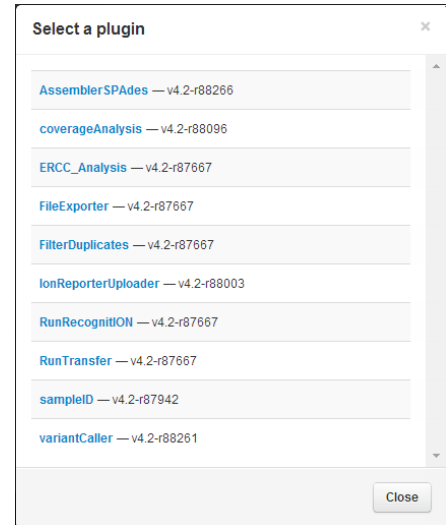 Select a plugin ×
AssemblerSPAdes — v4.2-r88266
coverageAnalysis — v4.2-r88096
ERCC_Analysis — v4.2-r87667
FileExporter — v4.2-r87667
FilterDuplicates — v4.2-r87667
IonReporterUploader — v4.2-r88003
RunRecognitION — v4.2-r87667
RunTransfer — v4.2-r87667
sampleID — v4.2-r87942
variantCaller — v4.2-r88261
Close